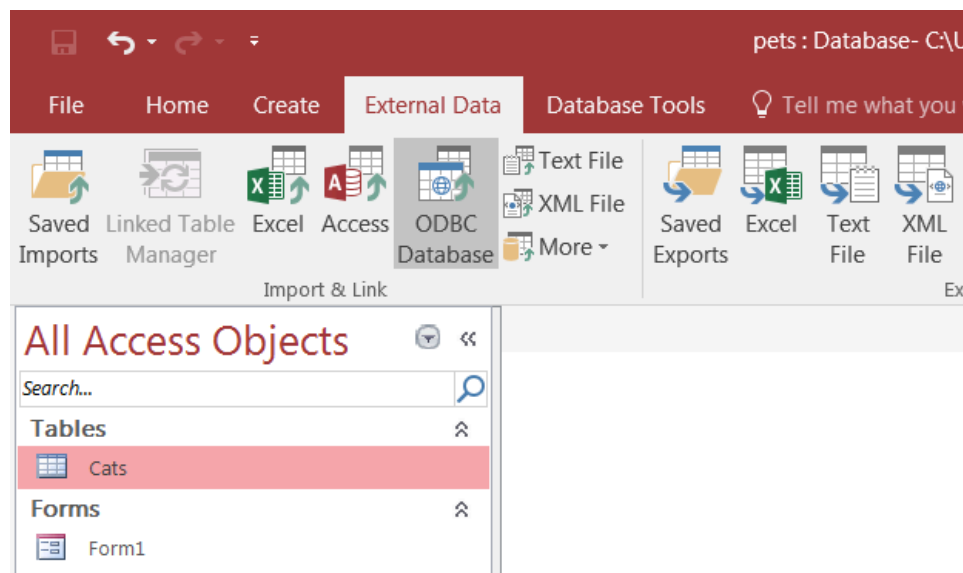 pets : Database- C:\U
File Home Create External Data Database Tools Tell me what you
Saved Imports
Linked Table Manager
Excel
Access
ODBC Database
Text File
XML File
More
Saved Exports
Excel
Text File
XML File
Import & Link
Ex
All Access Objects
Search...
Tables
Cats
Forms
Form1